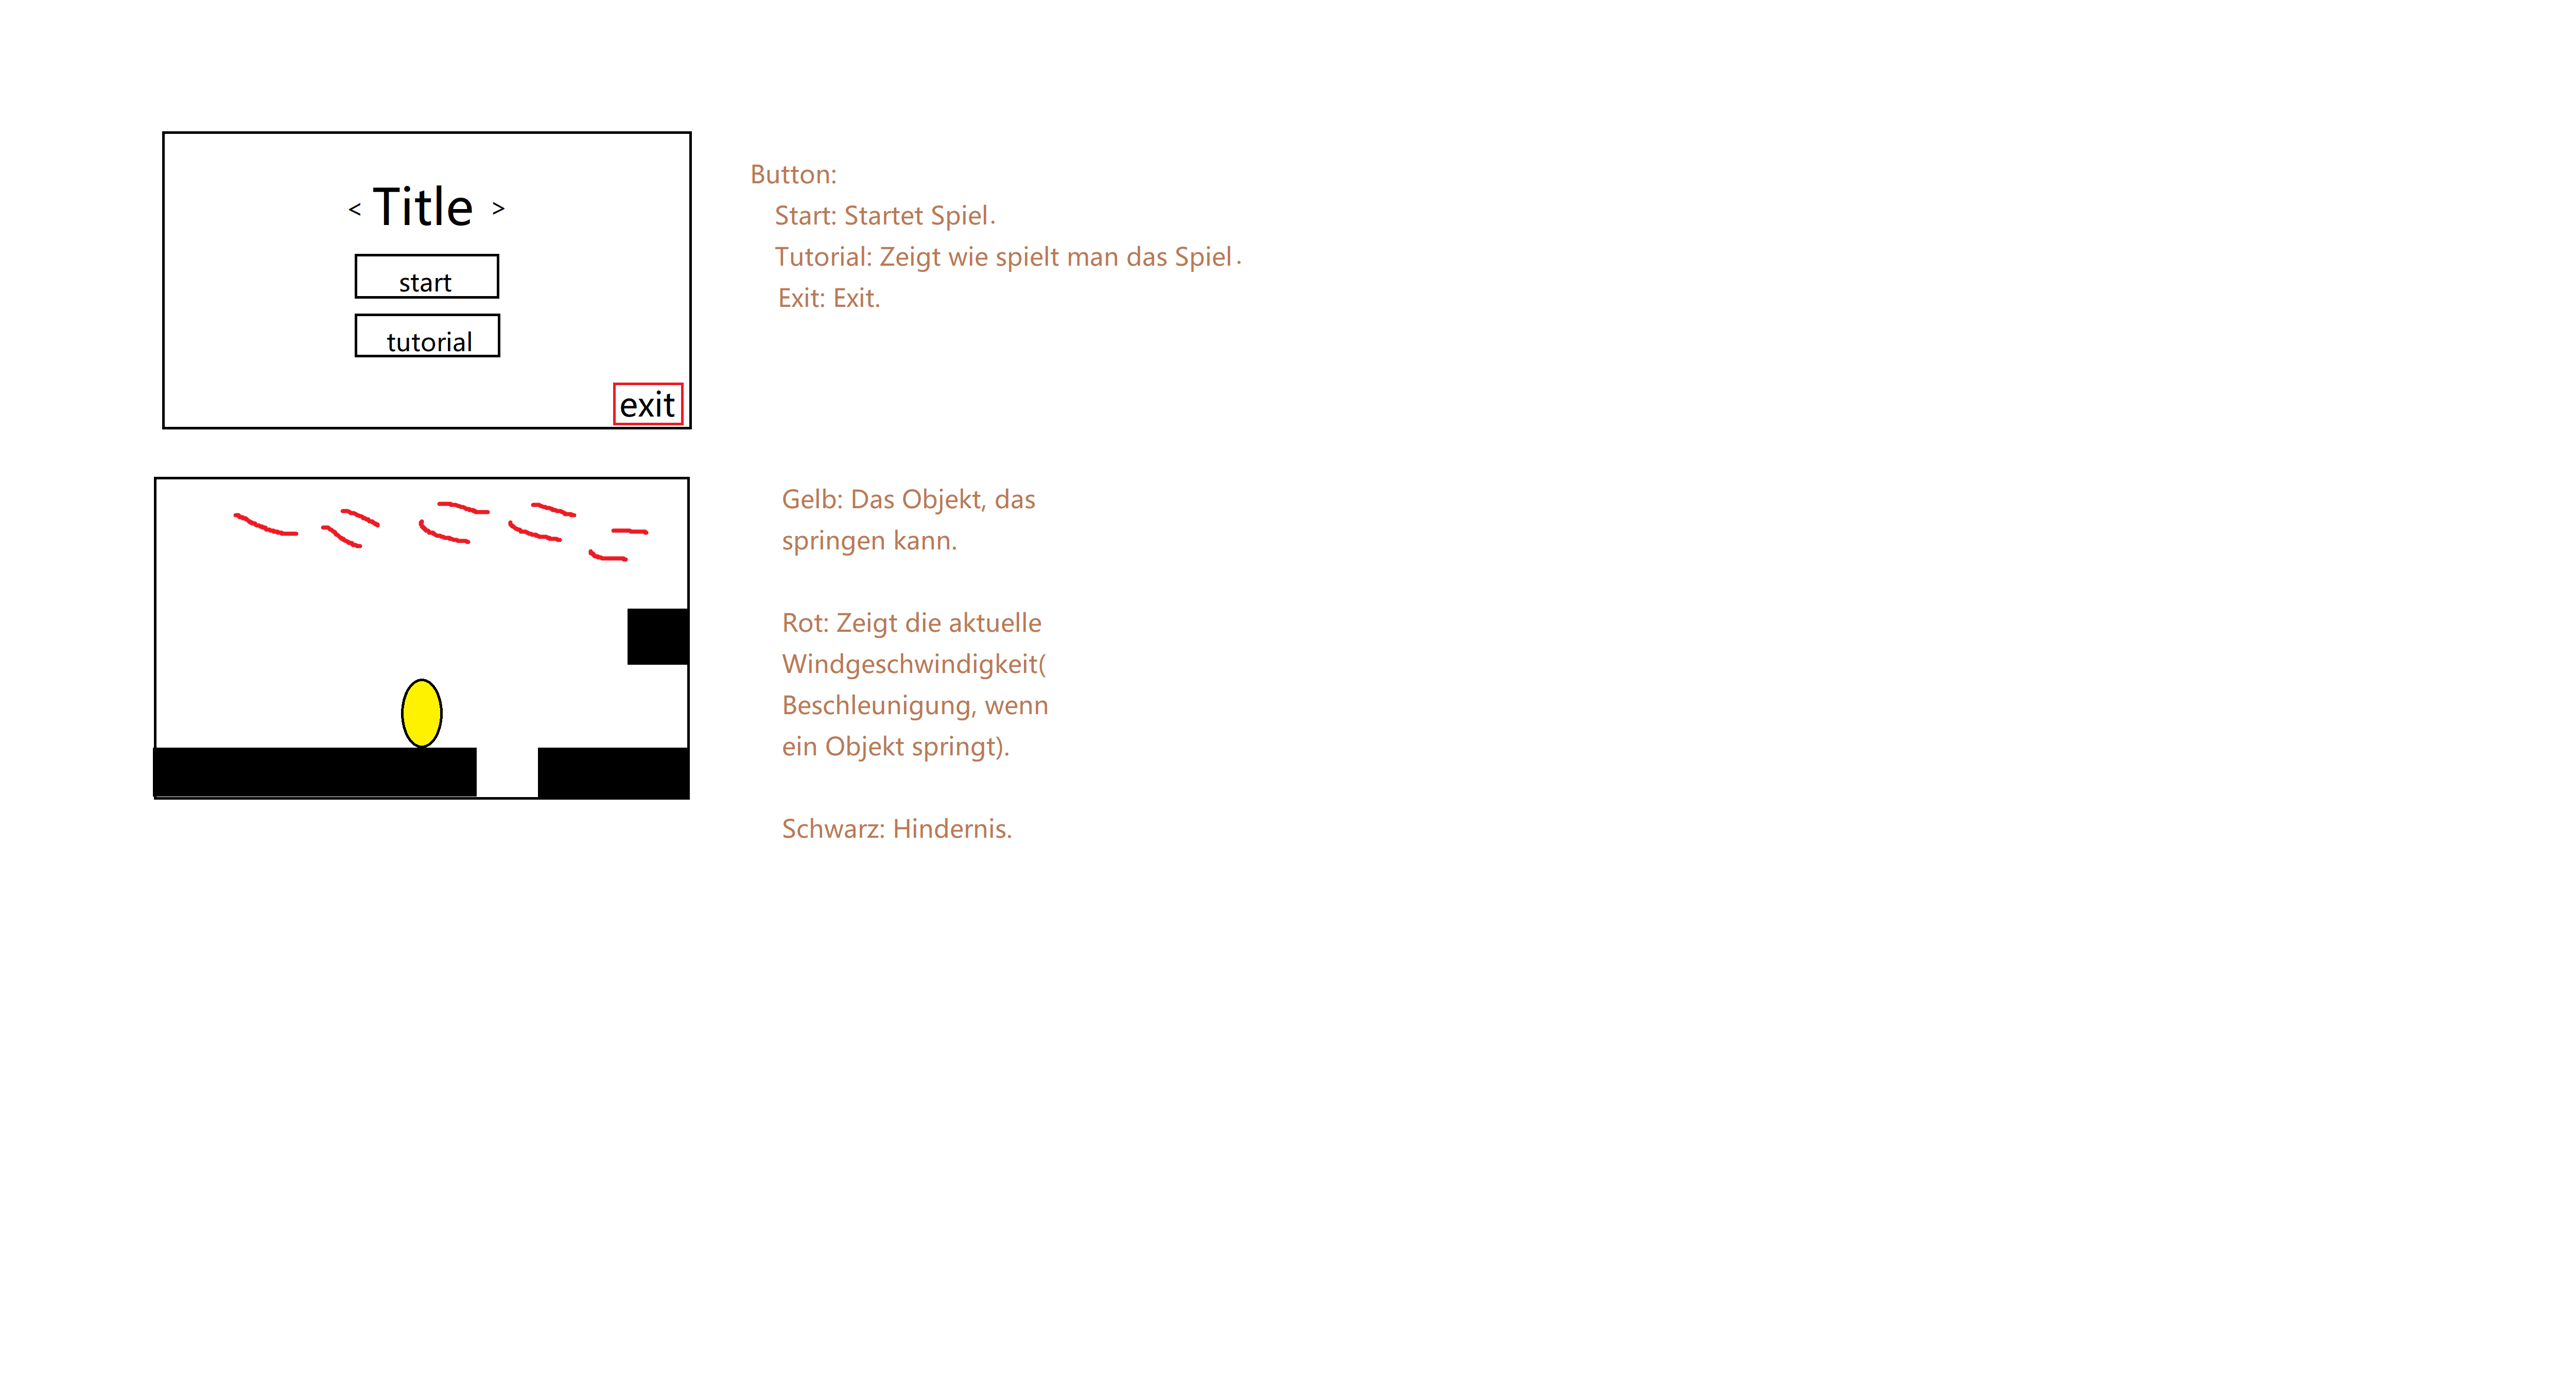 < Title >
start
tutorial
exit
Button:
Start: Startet Spiel.
Tutorial: Zeigt wie spielt man das Spiel.
Exit: Exit.
Gelb: Das Objekt, das
springen kann.
Rot: Zeigt die aktuelle
Windgeschwindigkeit(
Beschleunigung, wenn
ein Objekt springt).
Schwarz: Hindernis.